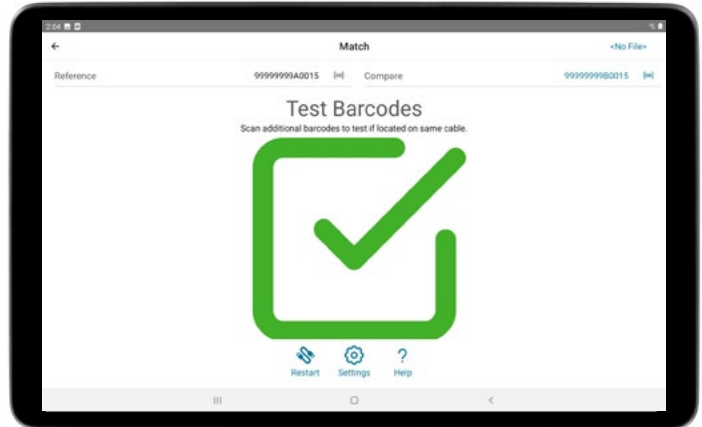 2:04
Match
<No File>
Reference 99999999A0015 Compare 99999999B0015
Test Barcodes
Scan additional barcodes to test if located on same cable.
Restart Settings Help